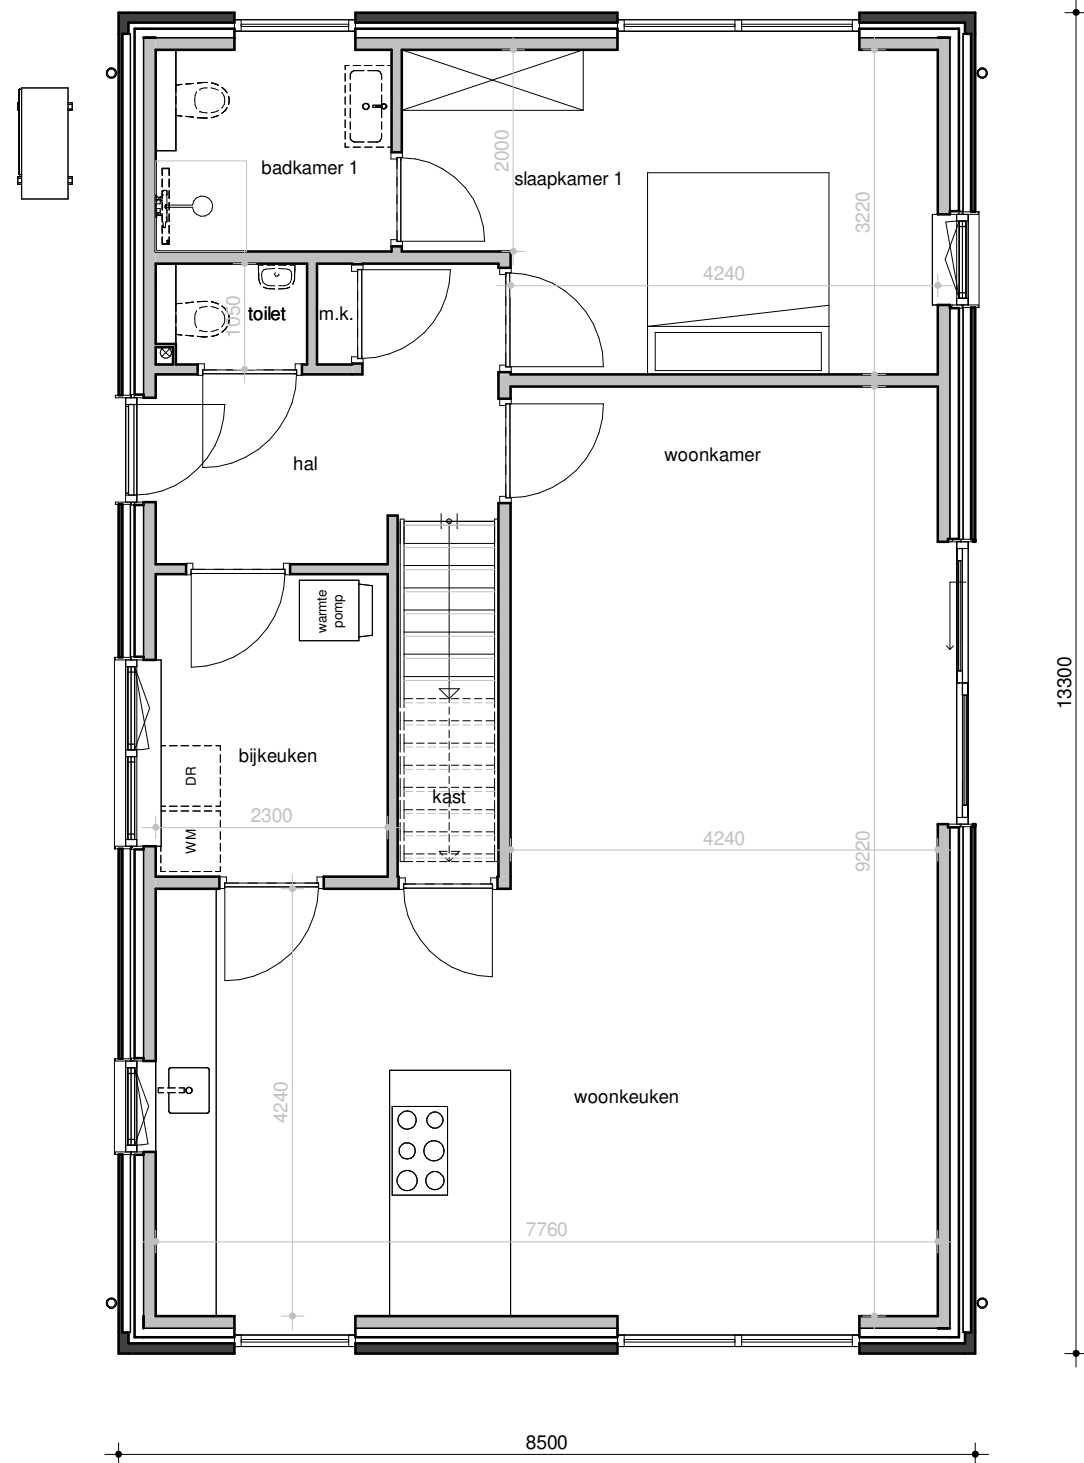 badkamer 1
2000
slaapkamer 1
3220
4240
1050
toilet
m.k.
hal
woonkamer
warmte
pomp
13300
bijkeuken
DR
kast
2300
WM
4240
9220
4240
woonkeuken
7760
8500